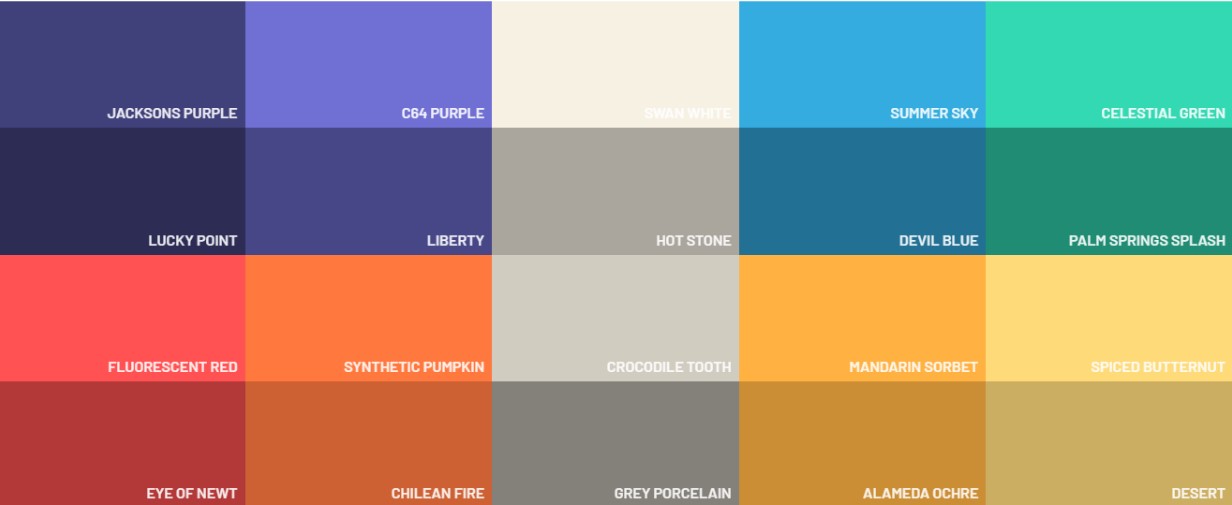 JACKSONS PURPLE
C64 PURPLE
SWAN WHITE
SUMMER SKY
CELESTIAL GREEN
LUCKY POINT
LIBERTY
HOT STONE
DEVIL BLUE
PALM SPRINGS SPLASH
FLUORESCENT RED
SYNTHETIC PUMPKIN
CROCODILE TOOTH
MANDARIN SORBET
SPICED BUTTERNUT
EYE OF NEWT
CHILEAN FIRE
GREY PORCELAIN
ALAMEDA OCHRE
DESERT